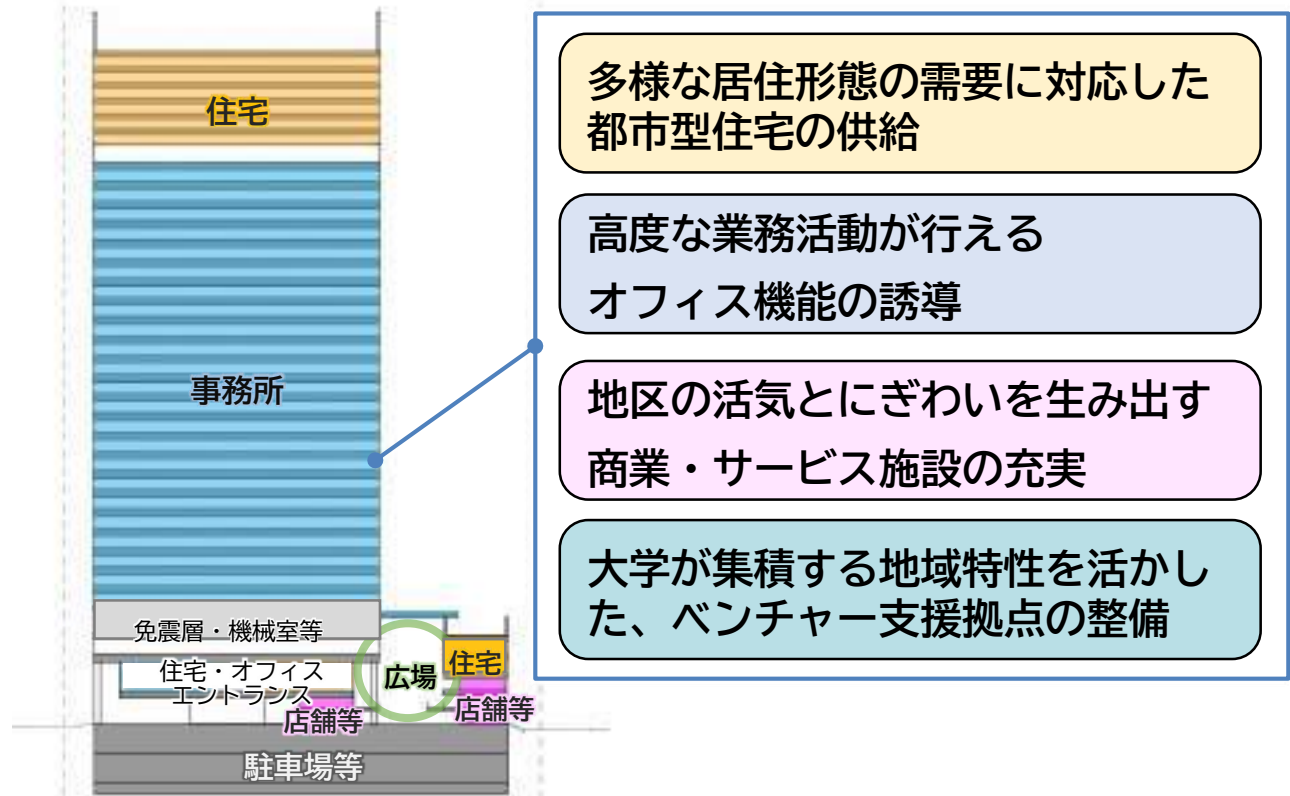 住宅
事務所
免震層・機械室等
住宅・オフィス
エントランス
店舗等
広場
住宅
店舗等
駐車場等
多様な居住形態の需要に対応した
都市型住宅の供給
高度な業務活動が行える
オフィス機能の誘導
地区の活気とにぎわいを生み出す
商業・サービス施設の充実
大学が集積する地域特性を活かし
た、ベンチャー支援拠点の整備